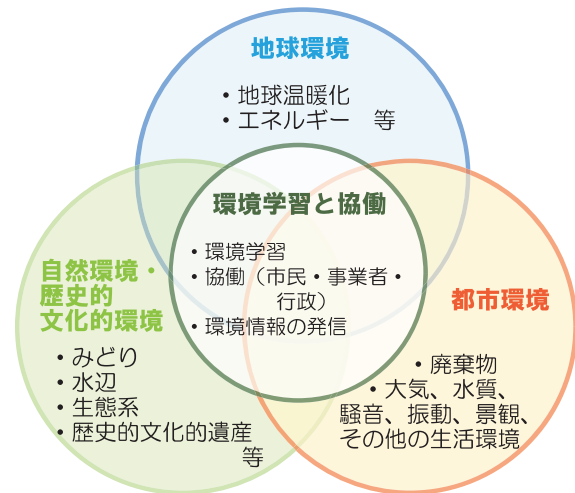 地球環境
・地球温暖化
・エネルギー　等
環境学習と協働
・環境学習
・協働（市民・事業者・
行政）
・環境情報の発信
自然環境・
歴史的
文化的環境
・みどり
・水辺
・生態系
・歴史的文化的遺産
等
都市環境
・廃棄物
・大気、水質、
騒音、振動、景観、
その他の生活環境